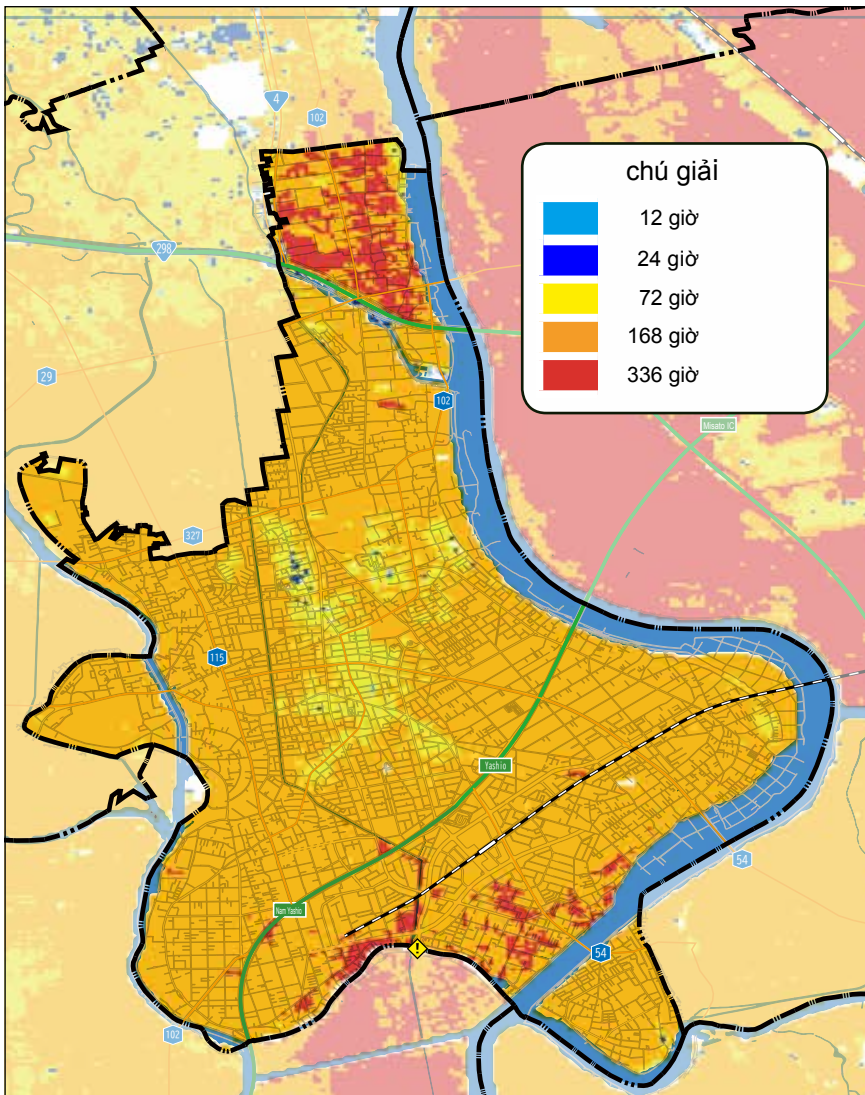 4
102
298
29
chú giải
12 giờ
24 giờ
72 giờ
168 giờ
336 giờ
102
Misato IC
327
115
Yashio
54
Nam Yashio
!
54
102